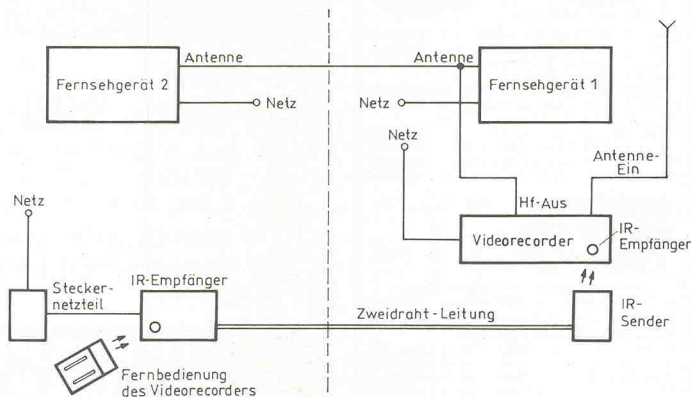 Antenne
Antenne
Fernsehgerät 2
Fernsehgerät 1
Netz
Netz
Netz
Antenne-
Ein
Netz
Hf-Aus
Videorecorder
IR-
Empfänger
Stecker-
netzteil
IR-Empfänger
Zweidraht-Leitung
IR-
Sender
Fernbedienung
des Videorecorders